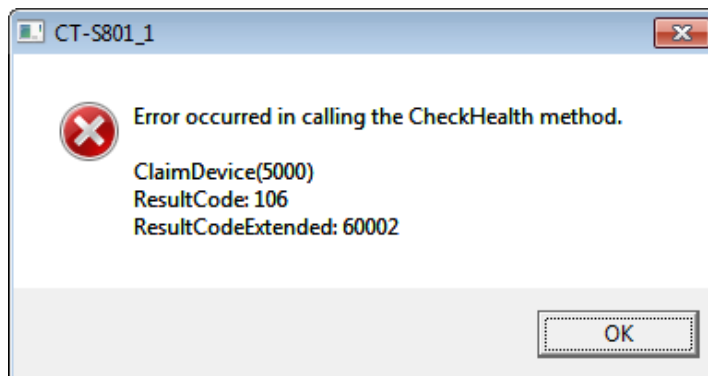 CT-S801_1
Error occurred in calling the CheckHealth method.
ClaimDevice(5000)
ResultCode: 106
ResultCodeExtended: 60002
OK